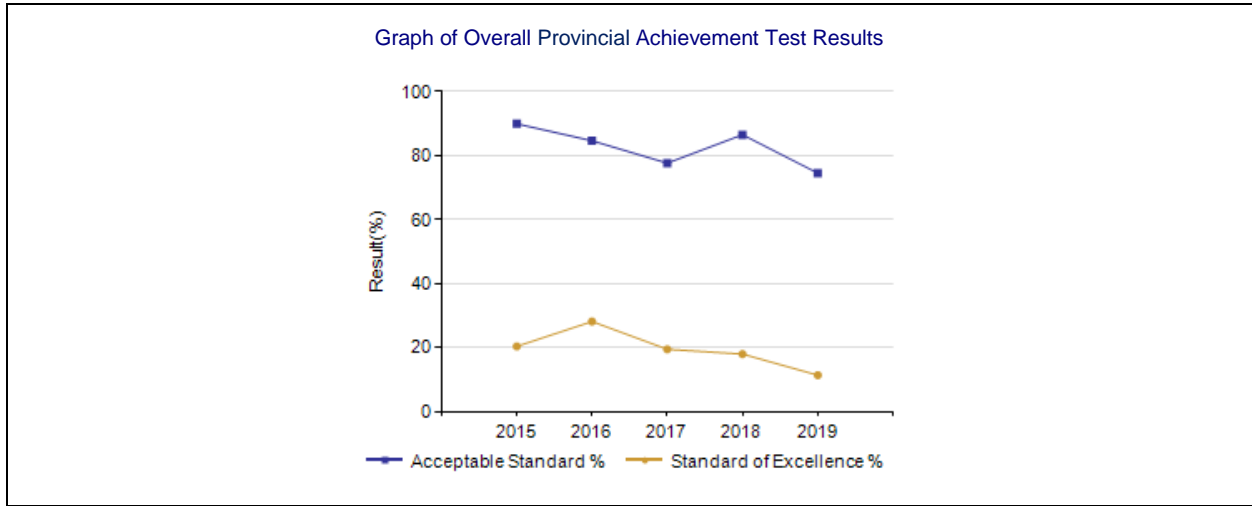 Graph of Overall Provincial Achievement Test Results
100
80
60
40
20
0
Result(%)
2015 2016 2017 2018 2019
Acceptable Standard % Standard of Excellence %